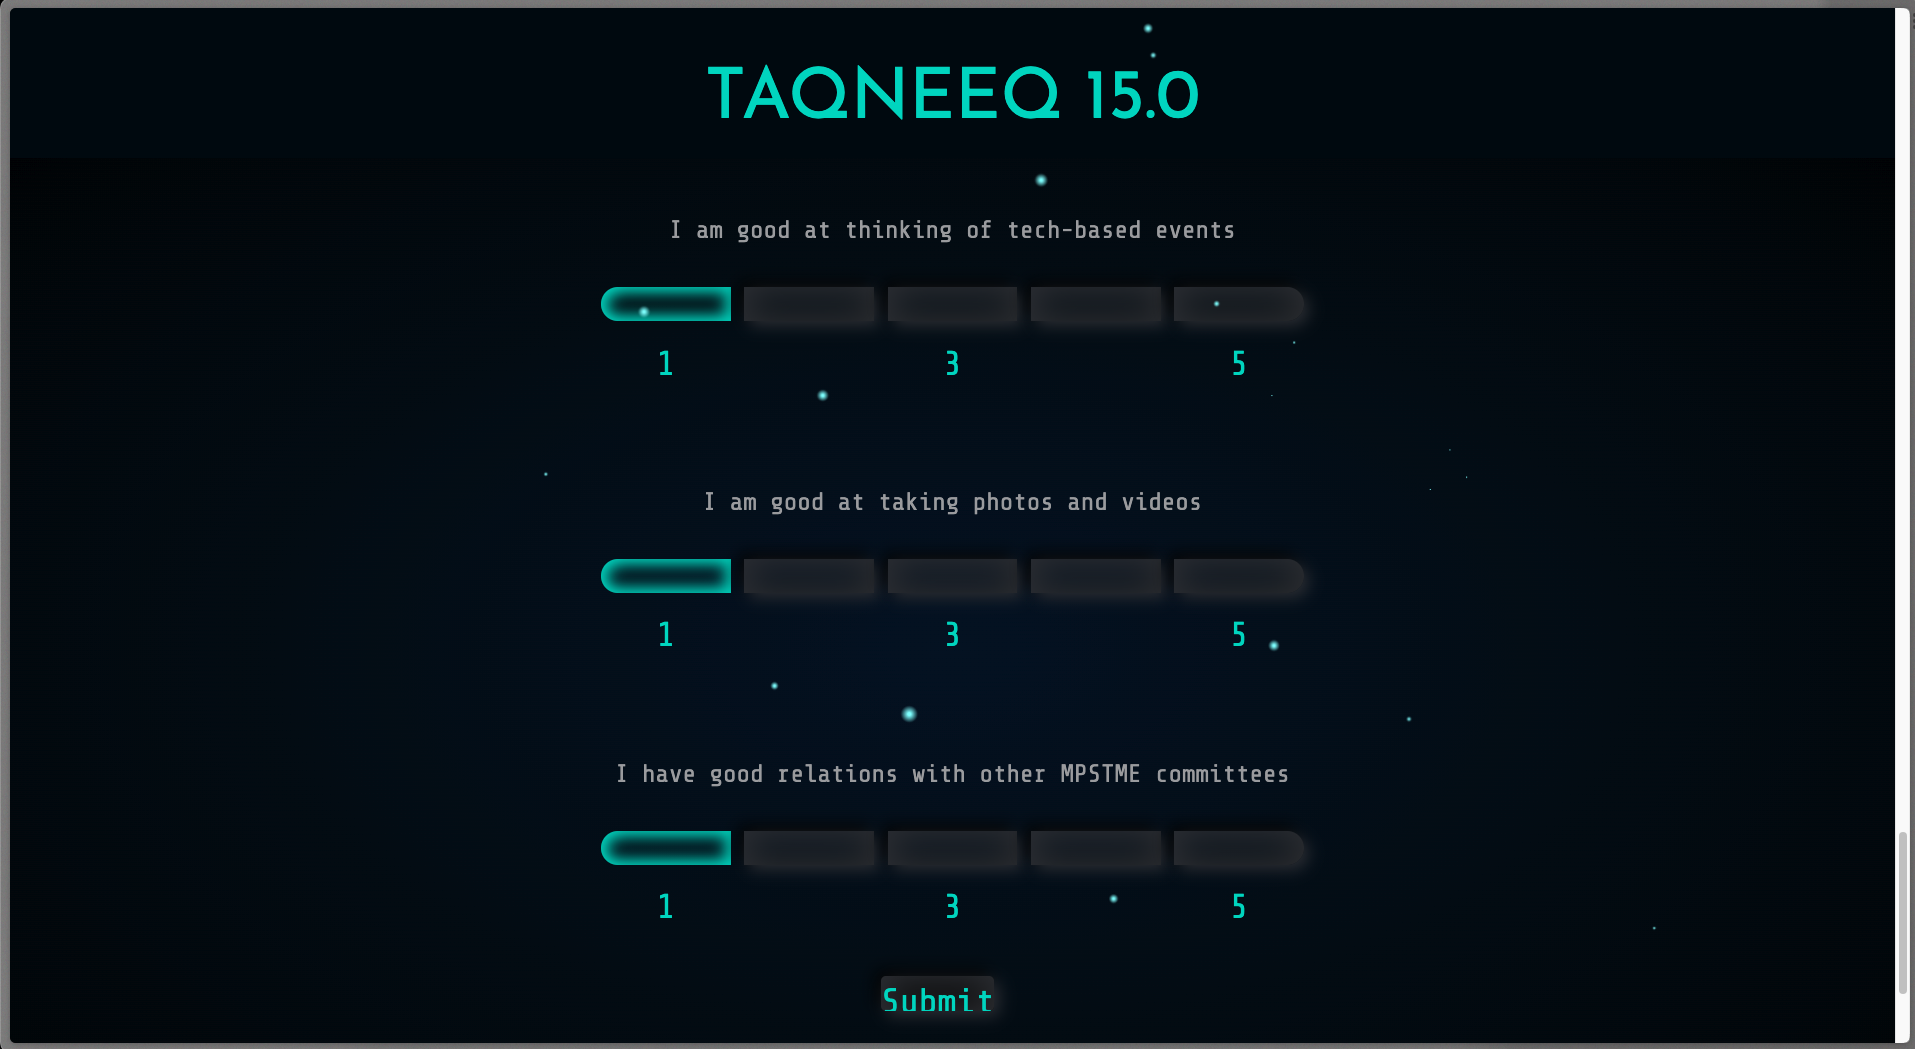 TAQNEEQ 15.0
I am good at thinking of tech-based events
1 3 5
I am good at taking photos and videos
1 3 5
I have good relations with other MPSTME committees
1 3 5
Submit